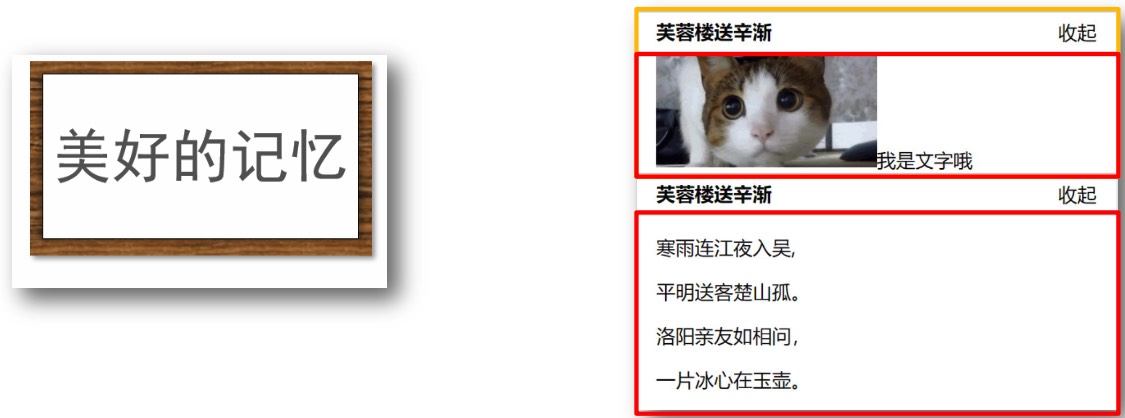 美好的记忆
芙蓉楼送辛渐 收起
我是文字哦
芙蓉楼送辛渐 收起
寒雨连江夜入吴,
平明送客楚山孤。
洛阳亲友如相问，
一片冰心在玉壶。